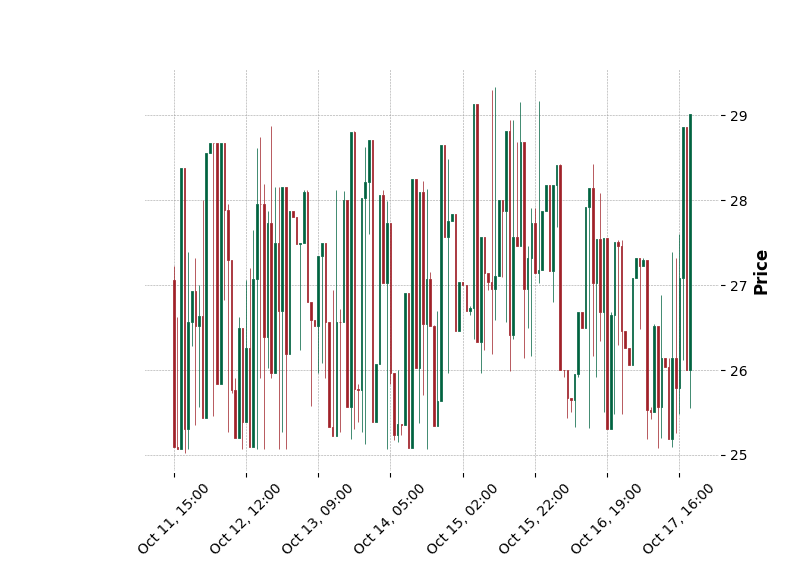 29
28
27
26
25
Price
Oct 11, 15:00
Oct 12, 12:00
Oct 13, 09:00
Oct 14, 05:00
Oct 15, 02:00
Oct 15, 22:00
Oct 16, 19:00
Oct 17, 16:00